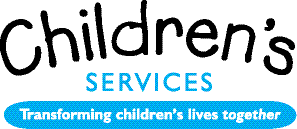 Children's
SERVICES
Transforming children's lives together